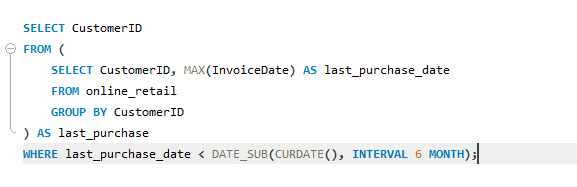 SELECT CustomerID
FROM (
SELECT CustomerID, MAX(InvoiceDate) AS last_purchase_date
FROM online_retail
GROUP BY CustomerID
) AS last_purchase
WHERE last_purchase_date < DATE_SUB(CURDATE(), INTERVAL 6 MONTH);